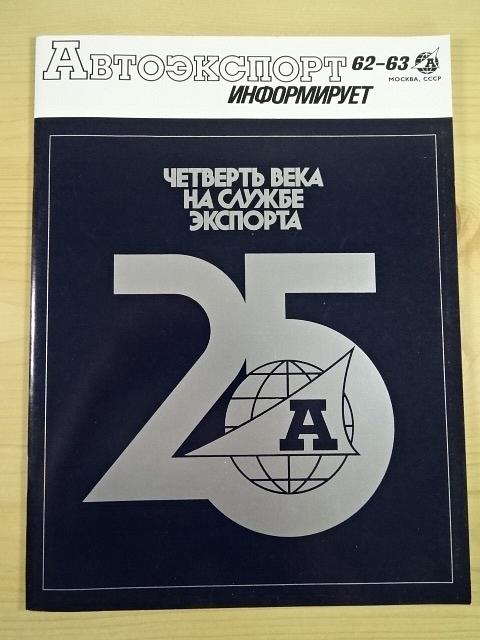 Автоэкспорт 62-63
МОСКВА, СССР
ИНФОРМИРУЕТ
ЧЕТВЕРТЬ ВЕКА
НА СЛУЖБЕ
ЭКСПОРТА
25
А